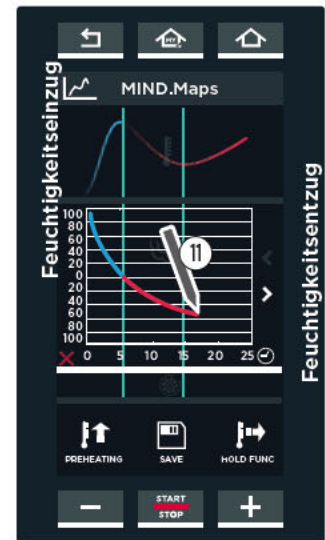 MY
MIND.Maps
Feuchtigkeitseinzug
Feuchtigkeitsentzug
100
80
60
40
20
0
20
40
60
80
100
11
0 5 10 15 20 25
PREHEATING SAVE HOLD FUNC
START
STOP